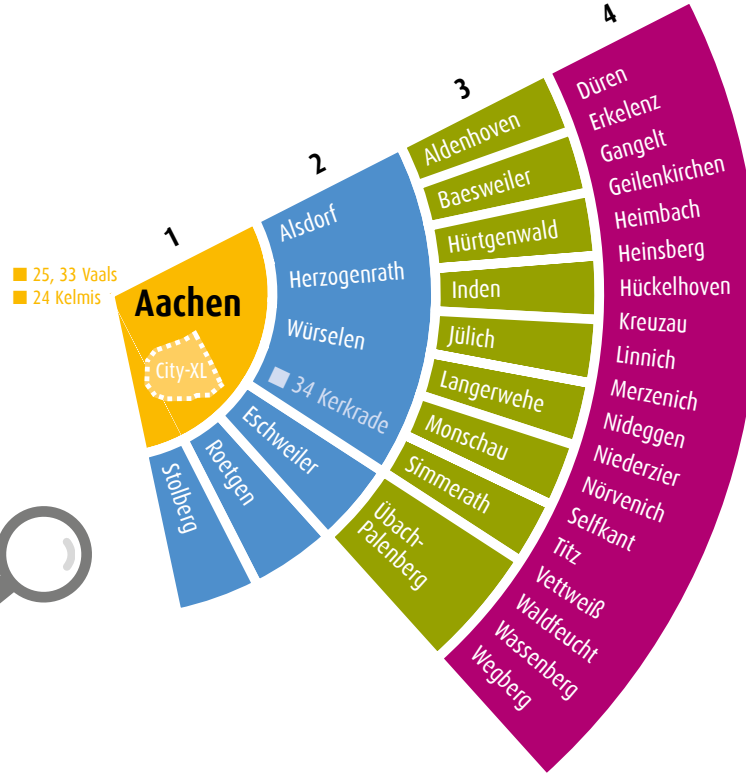 4
3
2
1
25, 33 Vaals
24 Kelmis
Aachen
City-XL
Alsdorf
Herzogenrath
Würselen
34 Kerkrade
Eschweiler
Roetgen
Stolberg
Aldenhoven
Baesweiler
Hürtgenwald
Inden
Jülich
Langerwehe
Monschau
Simmerath
Übach-
Palenberg
Düren
Erkelenz
Gangelt
Geilenkirchen
Heimbach
Heinsberg
Hückelhoven
Kreuzau
Linnich
Merzenich
Nideggen
Niederzier
Nörvenich
Selfkant
Titz
Vettweiß
Waldfeucht
Wassenberg
Wegberg